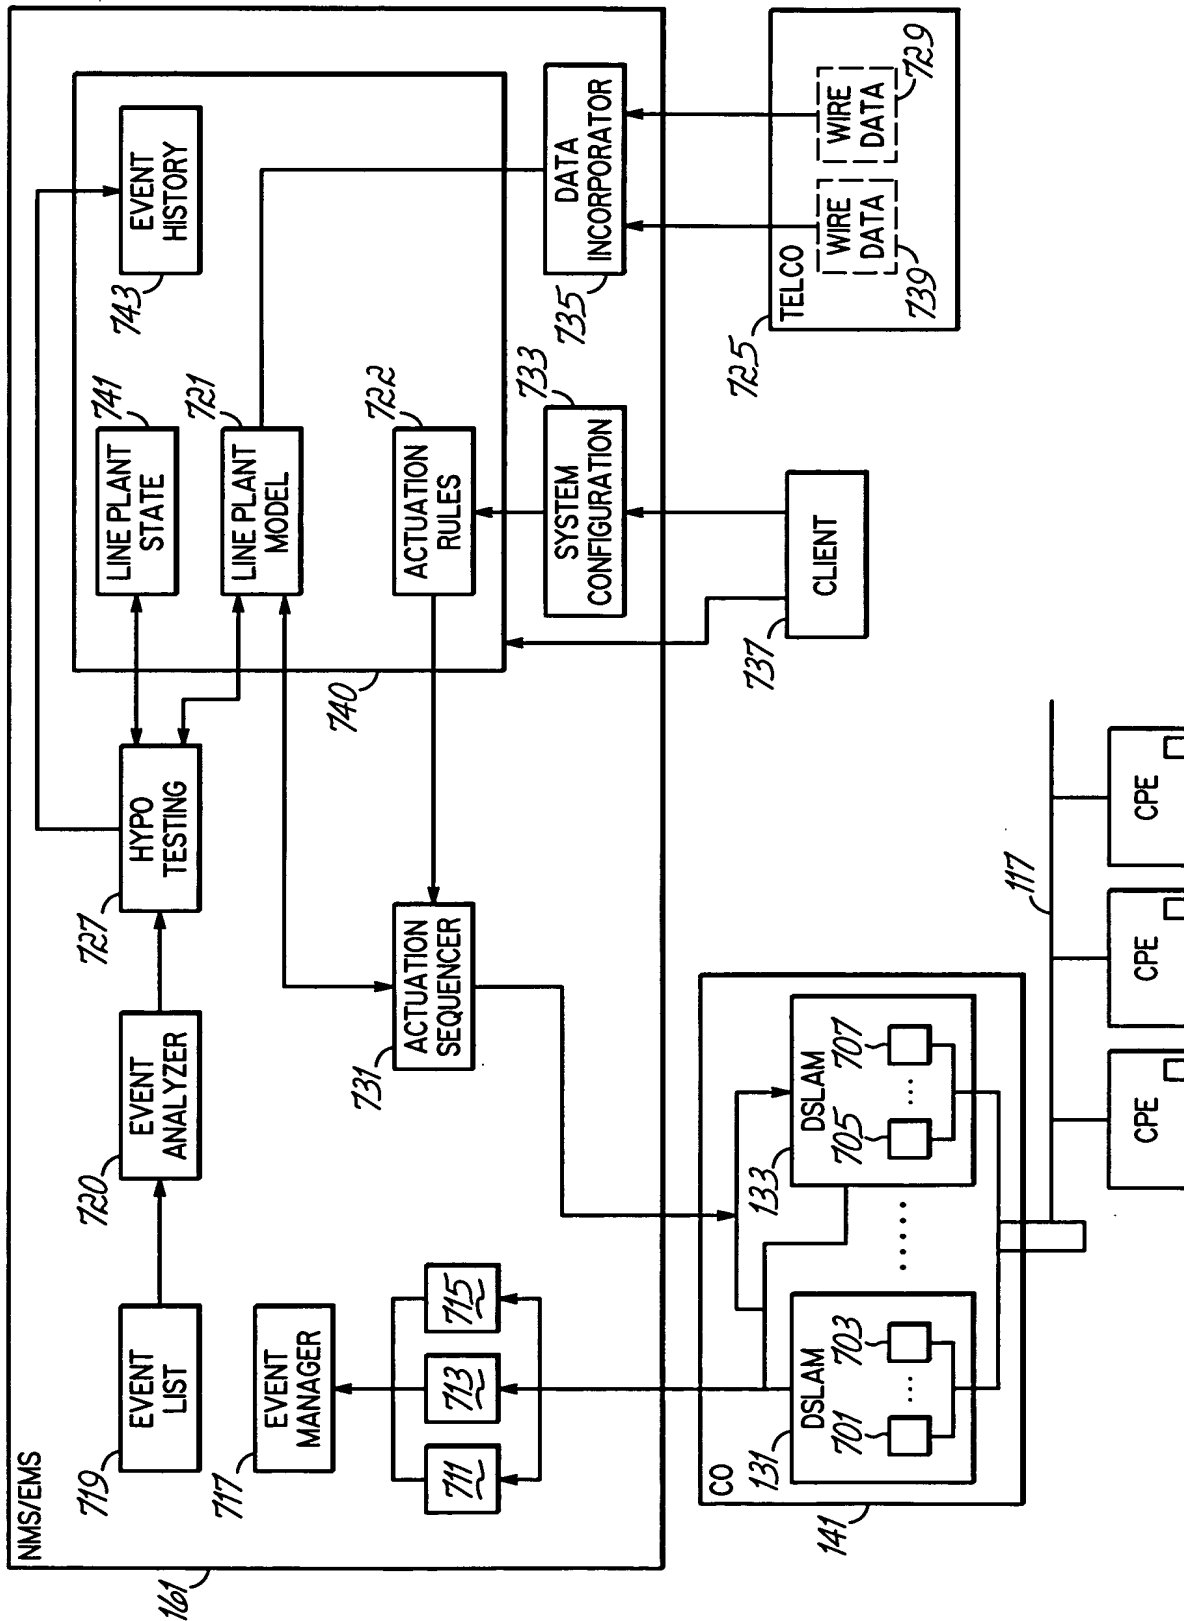 NMS/EMS
161
719
EVENT
LIST
720
EVENT
ANALYZER
727
HYPO
TESTING
LINE PLANT
STATE
741
EVENT
HISTORY
743
LINE PLANT
MODEL
721
740
ACTUATION
RULES
722
717
EVENT
MANAGER
711
713
715
731
ACTUATION
SEQUENCER
SYSTEM
CONFIGURATION
733
DATA
INCORPORATOR
735
CO
141
DSLAM
131
701
...
703
......
DSLAM
133
705
...
707
CLIENT
737
TELCO
725
WIRE
DATA
739
WIRE
DATA
729
117
CPE
CPE
CPE